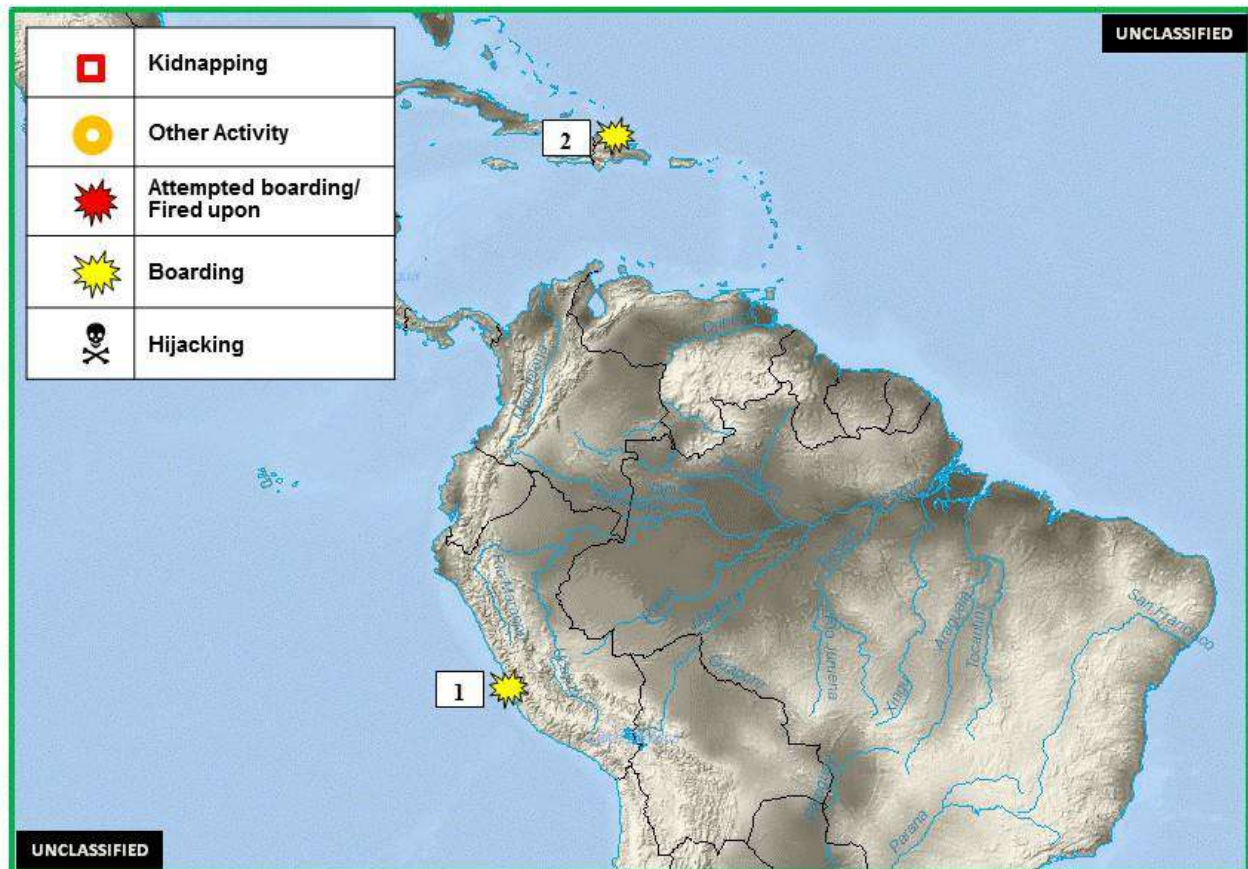 UNCLASSIFIED
Kidnapping
Other Activity
Attempted boarding/
Fired upon
Boarding
Hijacking
2
Magdalena
Xingu
Rio Juruena
Araguaia
Tocantins
San Francisco
1
Parana
UNCLASSIFIED